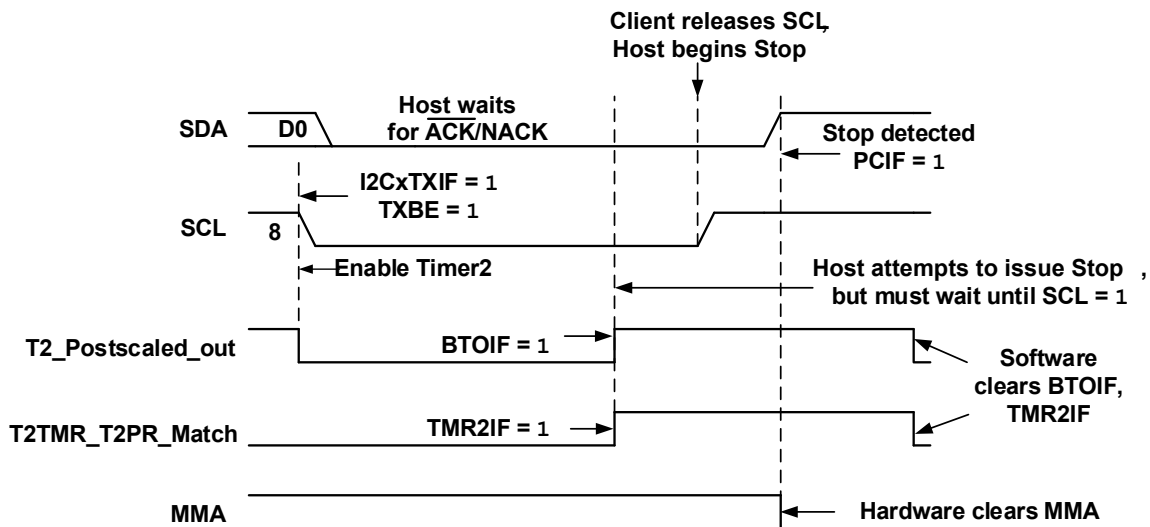 Client releases SCL,
Host begins Stop
SDA
D0
Host waits
for ACK/NACK
Stop detected
PCIF = 1
I2CxTXIF = 1
TXBE = 1
SCL
8
Enable Timer2
Host attempts to issue Stop ,
but must wait until SCL = 1
T2_Postscaled_out
BTOIF = 1
Software
clears BTOIF,
TMR2IF
T2TMR_T2PR_Match
TMR2IF = 1
MMA
Hardware clears MMA